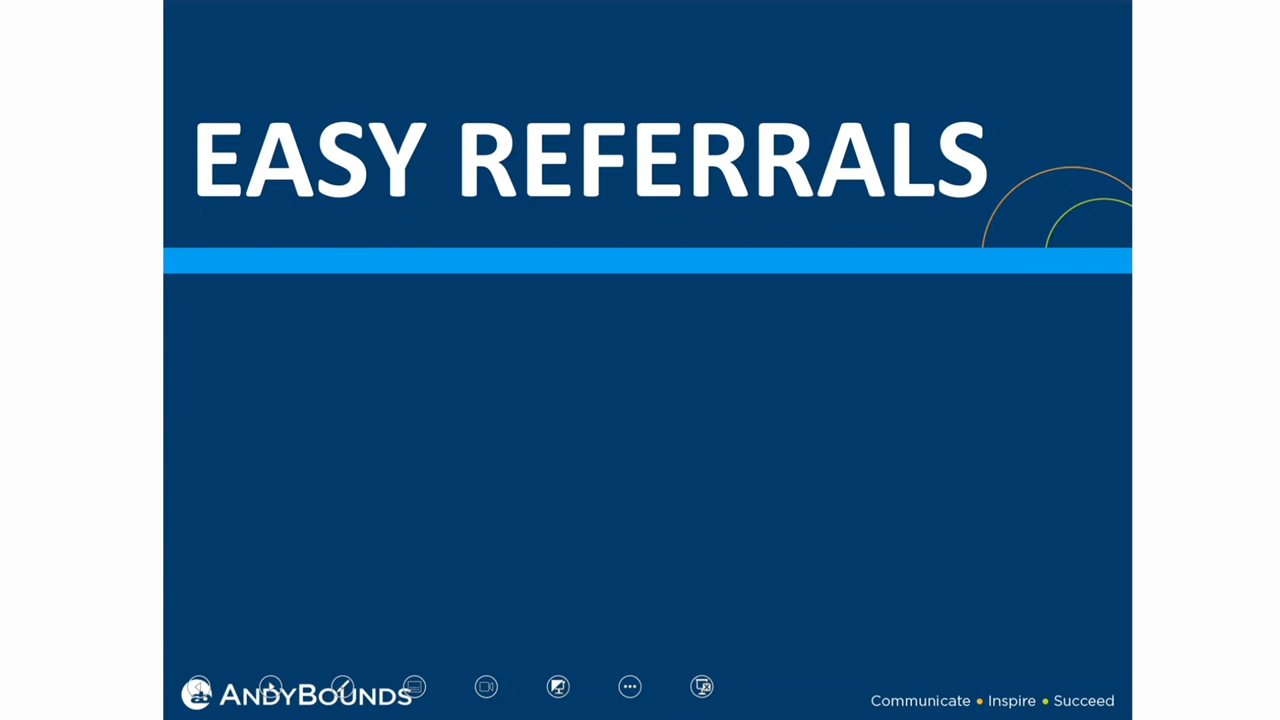 EASY REFERRALS
ANDYBOUNDS
Communicate • Inspire • Succeed